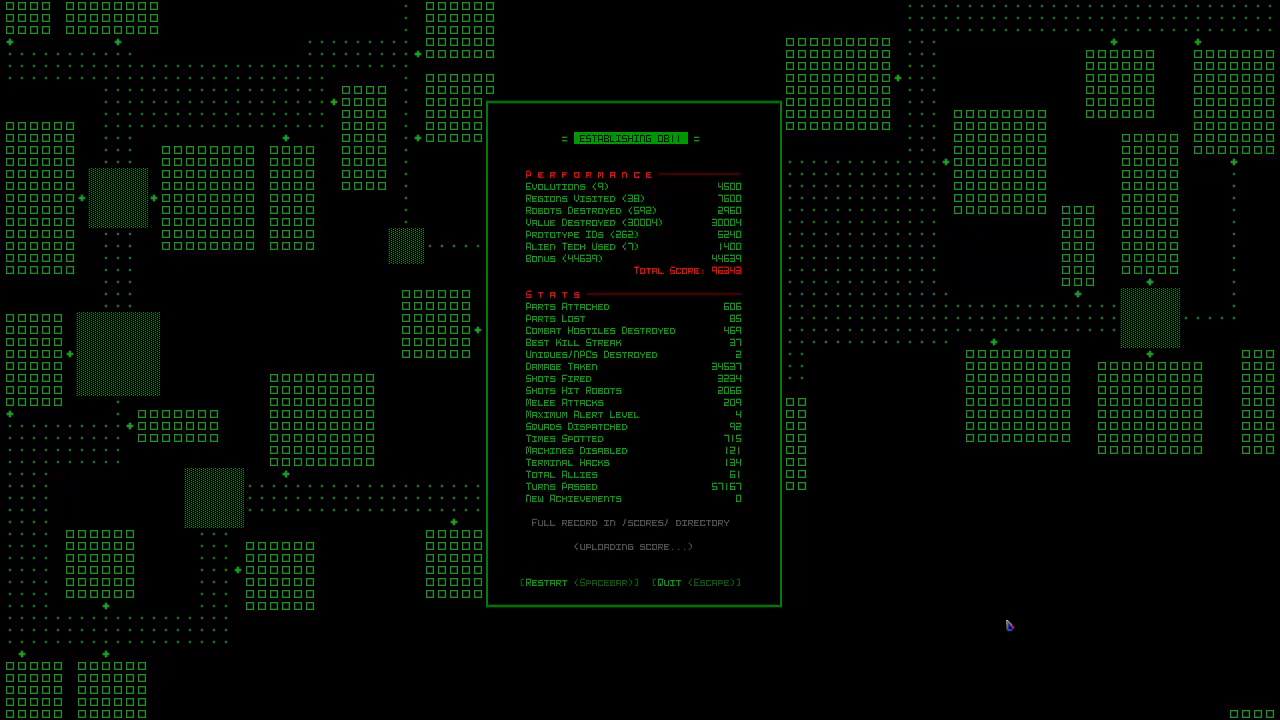 = ESTABLISHING =
PERFORMANCE
EVOLUTIONS (9) 4500
REGIONS VISITED (38) 7600
ROBOTS DESTROYED (592) 2960
VALUE DESTROYED (30004) 30004
PROTOTYPE IDS (262) 5240
ALIEN TECH USED (7) 1400
BONUS (44639) 44639
TOTAL SCORE: 96343
STATS
PARTS ATTACHED 606
PARTS LOST 85
COMBAT HOSTILES DESTROYED 469
BEST KILL STREAK 37
UNIQUES/NPCS DESTROYED 2
DAMAGE TAKEN 34637
SHOTS FIRED 3234
SHOTS HIT ROBOTS 2066
MELEE ATTACKS 209
MAXIMUM ALERT LEVEL 4
SQUADS DISPATCHED 92
TIMES SPOTTED 715
MACHINES DISABLED 121
TERMINAL HACKS 134
TOTAL ALLIES 61
TURNS PASSED 57167
NEW ACHIEVEMENTS 0
FULL RECORD IN /SCORES/ DIRECTORY
(UPLOADING SCORE...)
[RESTART (SPACEBAR)] [QUIT (ESCAPE)]